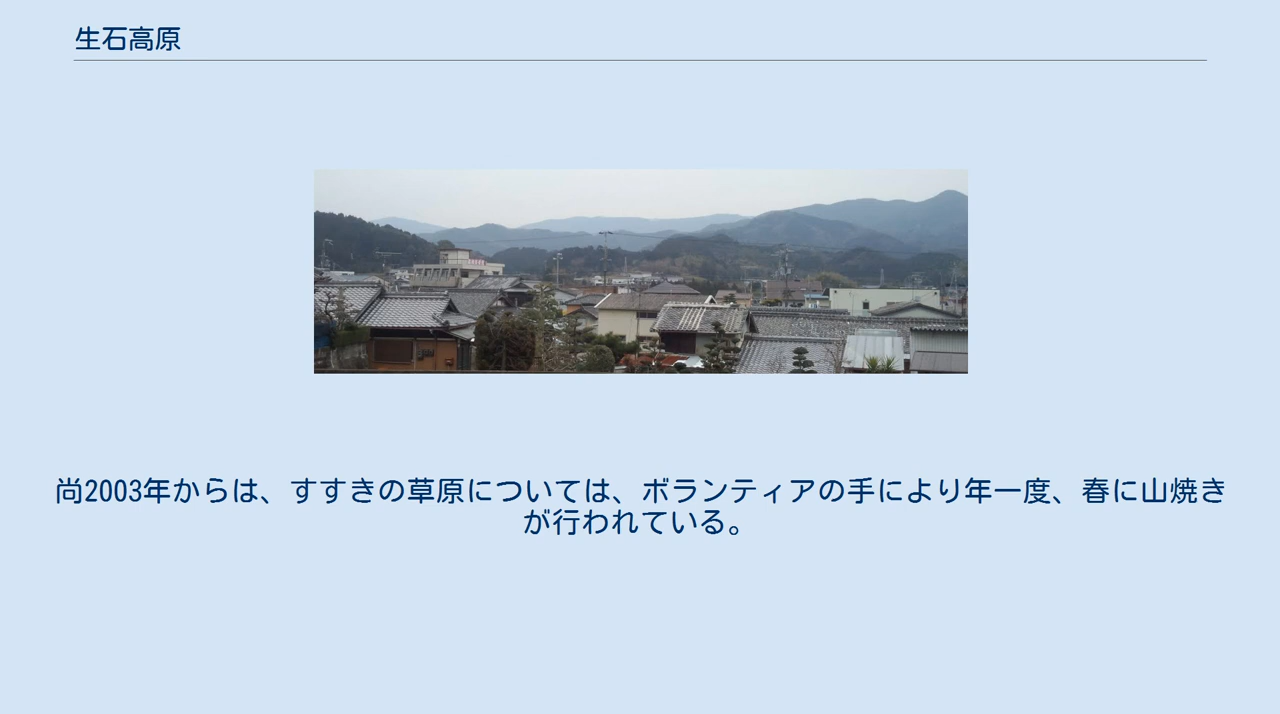 生石高原
尚2003年からは、すすきの草原については、ボランティアの手により年一度、春に山焼き
が行われている。